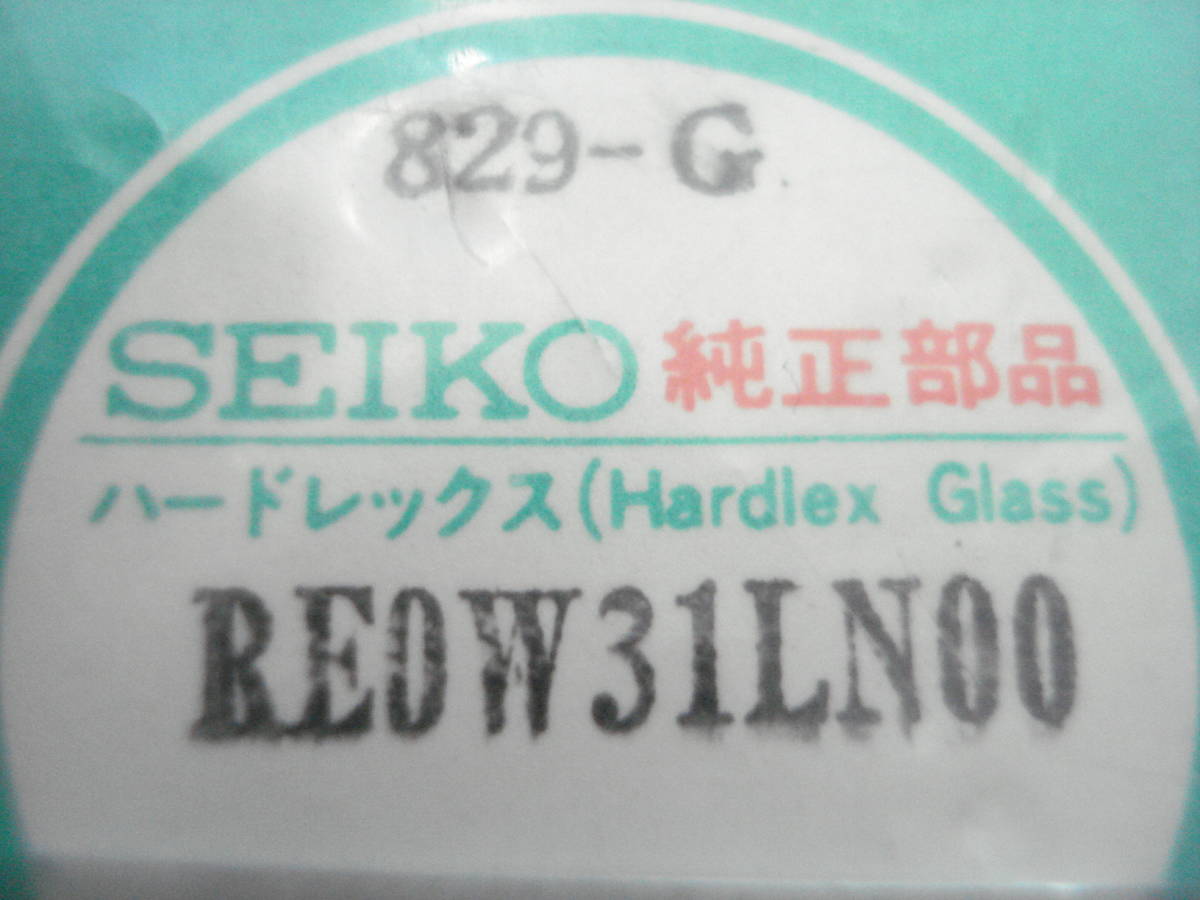 829-G
SEIKO 純正部品
ハードレックス(Hardlex Glass)
RE0W31LN00